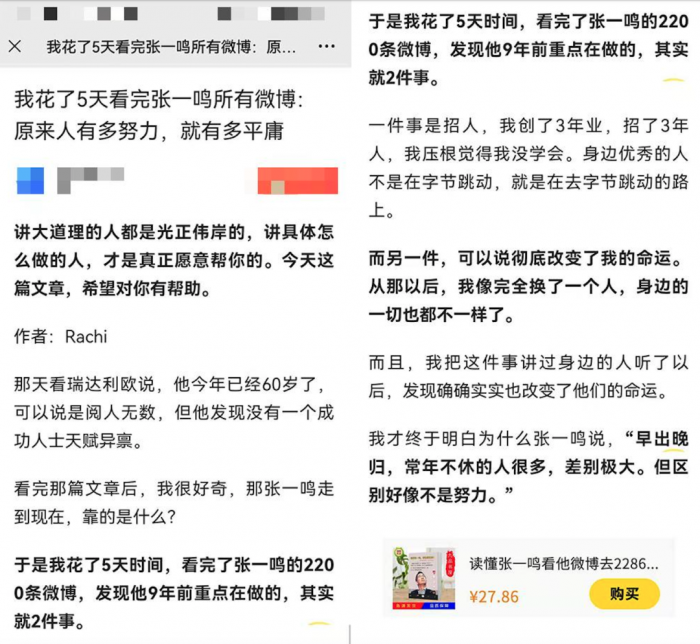 我花了5天看完张一鸣所有微博：原…
我花了5天看完张一鸣所有微博：
原来人有多努力，就有多平庸
讲大道理的人都是光正伟岸的，讲具体怎
么做的人，才是真正愿意帮你的。今天这
篇文章，希望对你有帮助。
作者：Rachi
那天看瑞达利欧说，他今年已经60岁了，
可以说是阅人无数，但他发现没有一个成
功人士天赋异禀。
看完那篇文章后，我很好奇，那张一鸣走
到现在，靠的是什么？
于是我花了5天时间，看完了张一鸣的220
0条微博，发现他9年前重点在做的，其实
就2件事。
于是我花了5天时间，看完了张一鸣的220
0条微博，发现他9年前重点在做的，其实
就2件事。
一件事是招人，我创了3年业，招了3年
人，我压根觉得我没学会。身边优秀的人
不是在字节跳动，就是在去字节跳动的路
上。
而另一件，可以说彻底改变了我的命运。
从那以后，我像完全换了一个人，身边的
一切也都不一样了。
而且，我把这件事讲过身边的人听了以
后，发现确确实实也改变了他们的命运。
我才终于明白为什么张一鸣说，“早出晚
归，常年不休的人很多，差别极大。但区
别好像不是努力。”
读懂张一鸣看他微博去2286...
¥27.86
购买